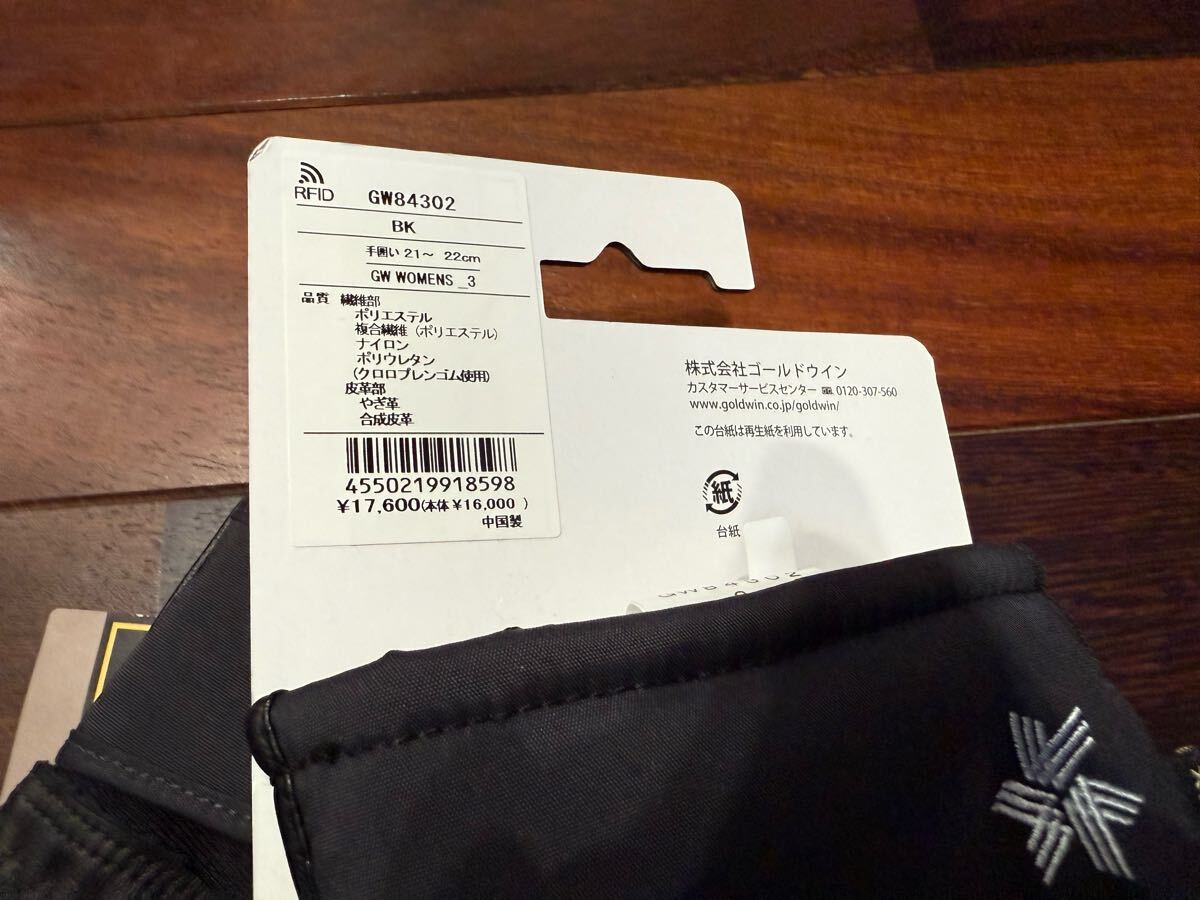 RFID
GW84302
BK
手囲い 21～ 22cm
GW WOMENS _3
品質 繊維部
ポリエステル
複合繊維（ポリエステル）
ナイロン
ポリウレタン
（クロロプレンゴム使用）
皮革部
やぎ革
合成皮革
4550219918598
¥17,600(本体¥16,000 )
中国製
株式会社ゴールドウイン
カスタマーサービスセンター 0120-307-560
www.goldwin.co.jp/goldwin/
この台紙は再生紙を利用しています。
紙
台紙